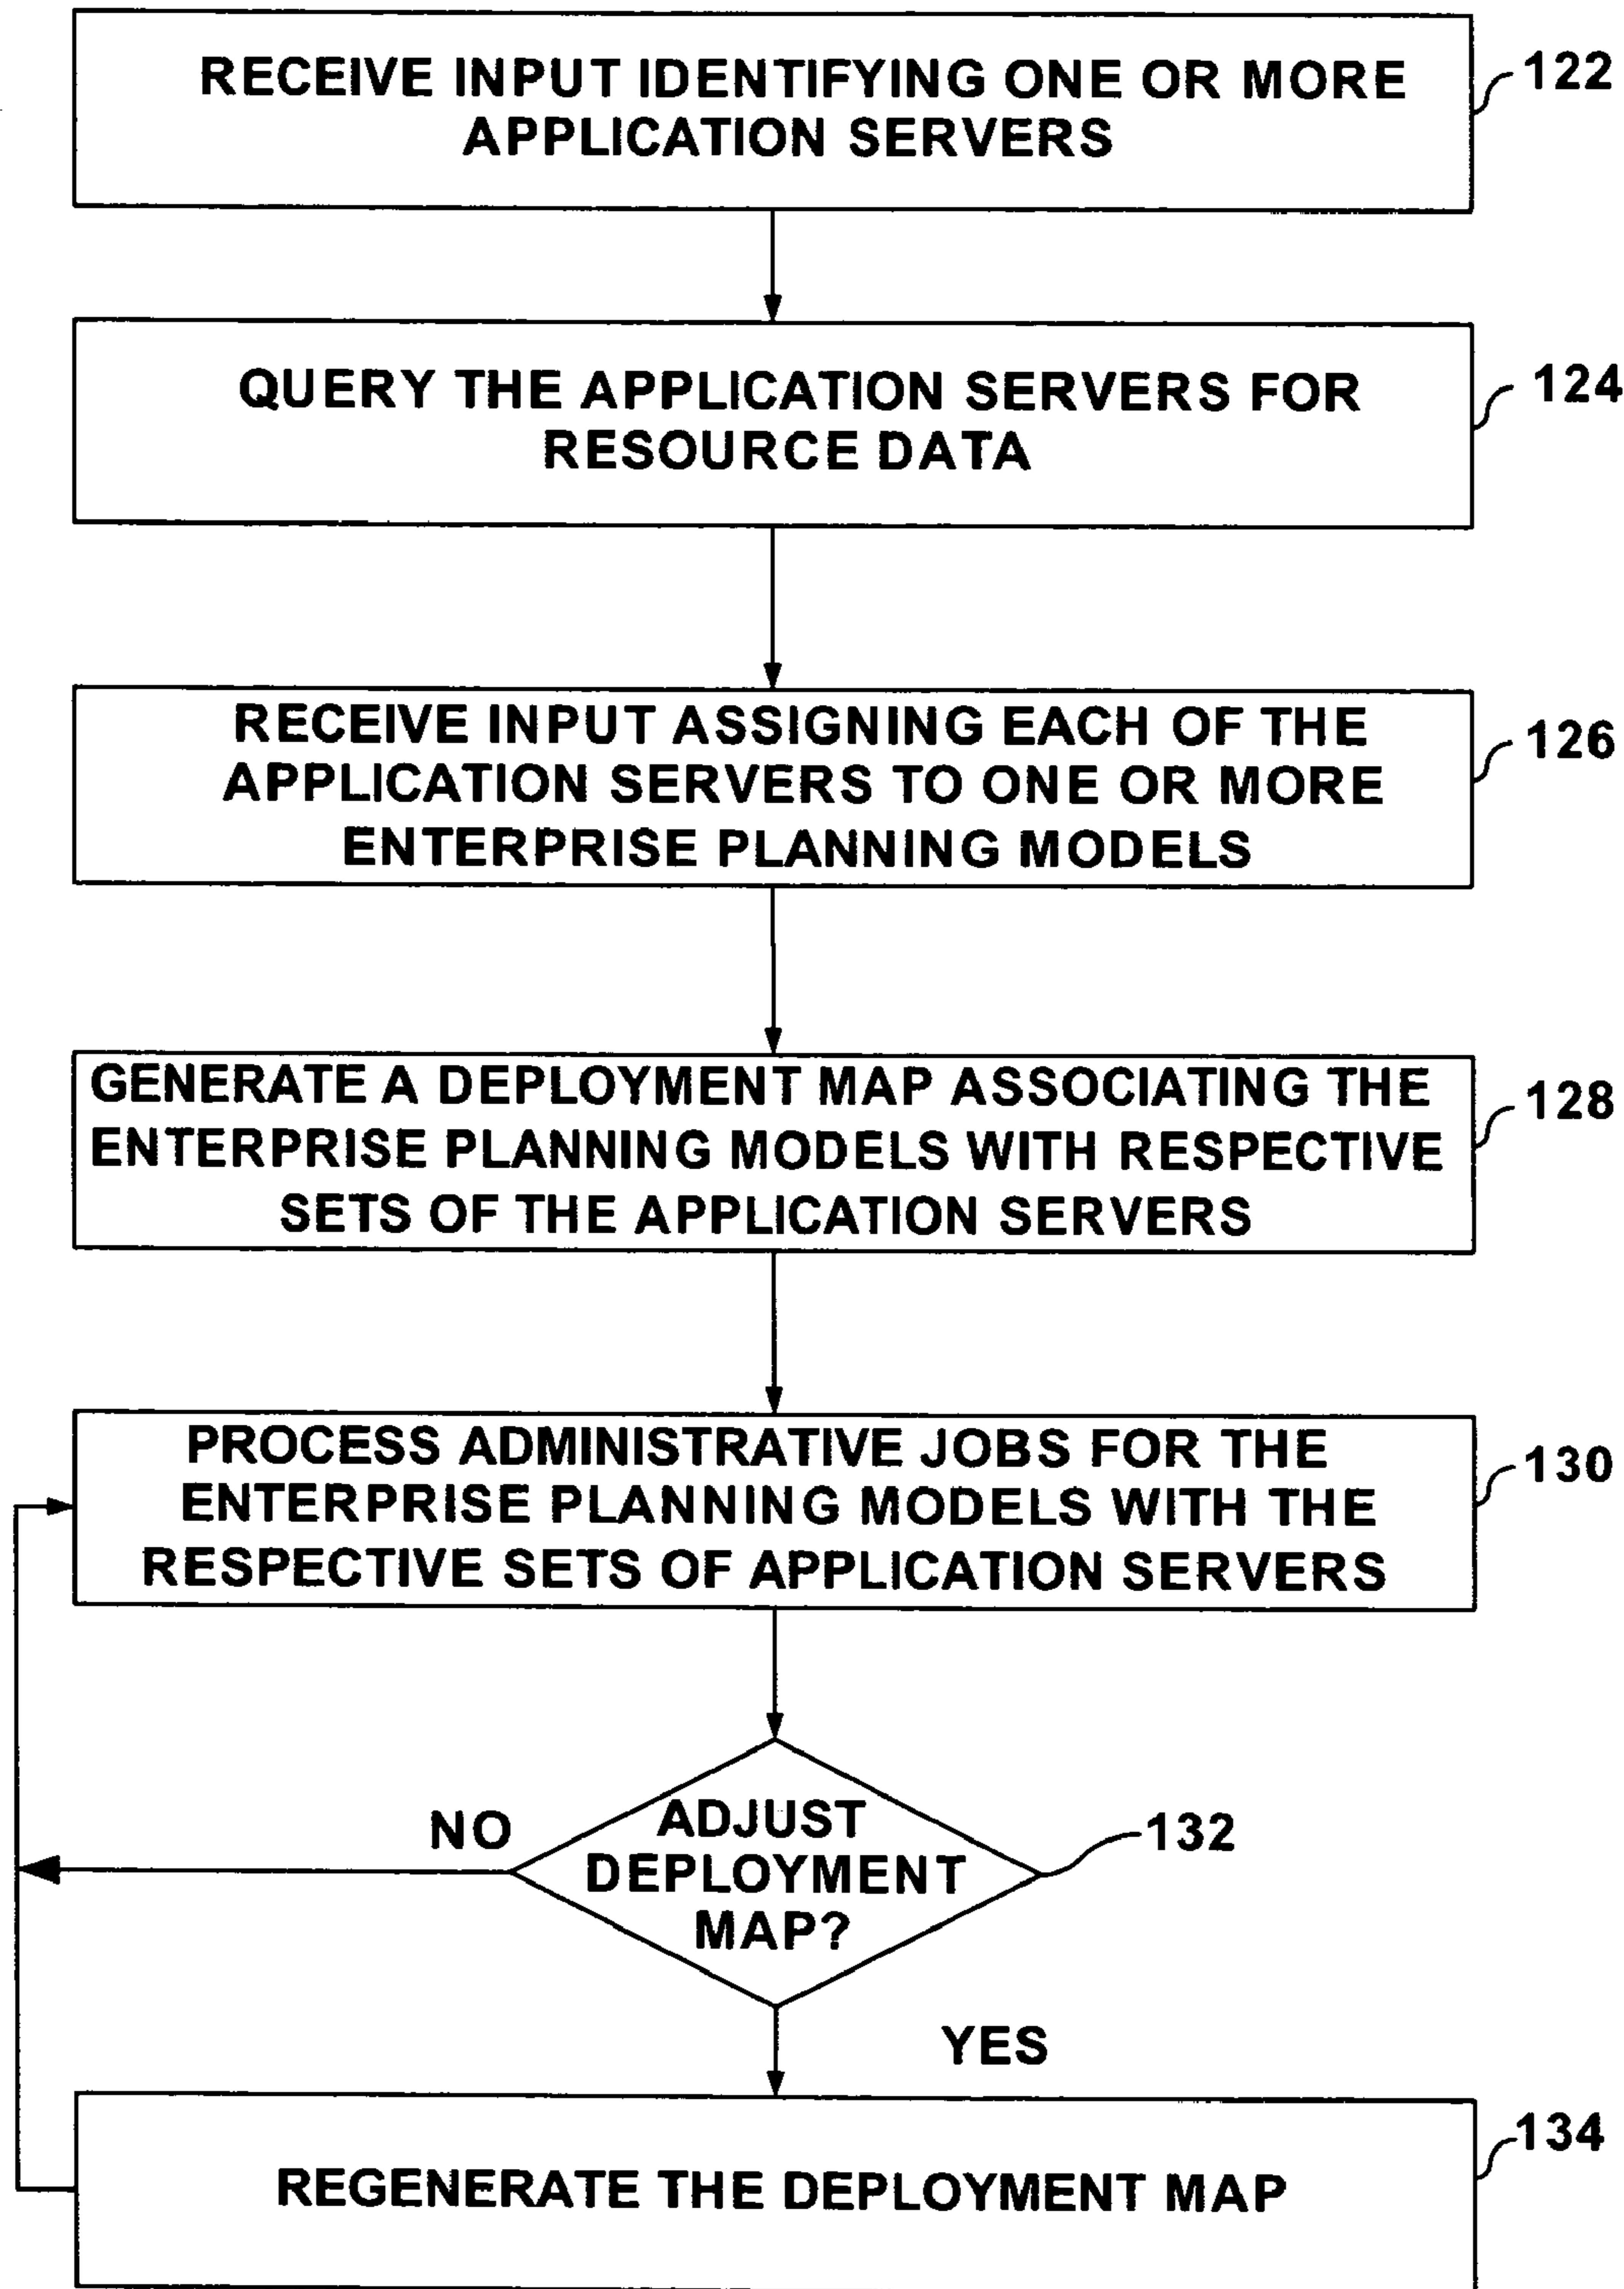 RECEIVE INPUT IDENTIFYING ONE OR MORE
APPLICATION SERVERS
122
QUERY THE APPLICATION SERVERS FOR
RESOURCE DATA
124
RECEIVE INPUT ASSIGNING EACH OF THE
APPLICATION SERVERS TO ONE OR MORE
ENTERPRISE PLANNING MODELS
126
GENERATE A DEPLOYMENT MAP ASSOCIATING THE
ENTERPRISE PLANNING MODELS WITH RESPECTIVE
SETS OF THE APPLICATION SERVERS
128
PROCESS ADMINISTRATIVE JOBS FOR THE
ENTERPRISE PLANNING MODELS WITH THE
RESPECTIVE SETS OF APPLICATION SERVERS
130
NO
ADJUST
DEPLOYMENT
MAP?
132
YES
REGENERATE THE DEPLOYMENT MAP
134